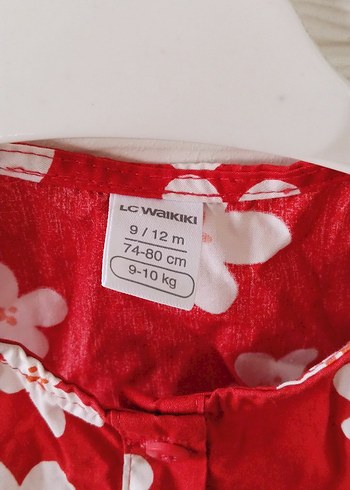 LC WAIKIKI
9 / 12 m
74-80 cm
9-10 kg